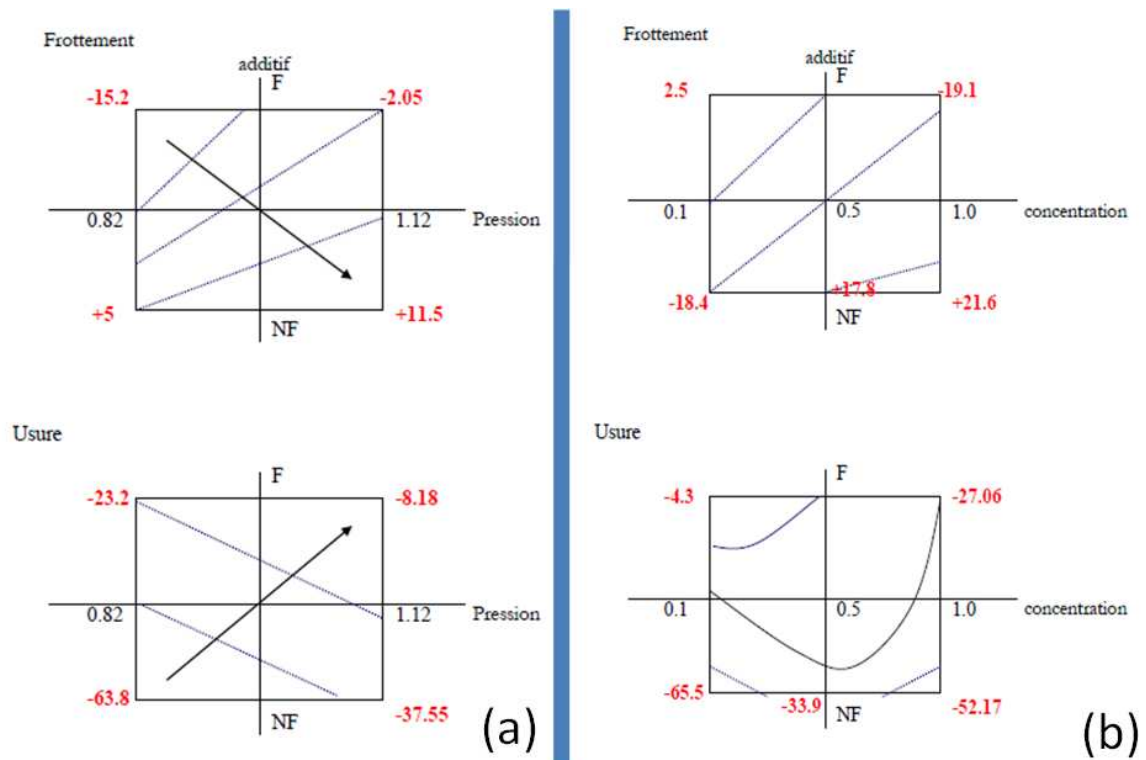 Frottement
additif
F
-15.2
-2.05
0.82
1.12
Pression
+5
+11.5
NF
Usure
F
-23.2
-8.18
0.82
1.12
Pression
-63.8
-37.55
NF
(a)
Frottement
additif
F
2.5
-19.1
0.1
0.5
1.0
concentration
-18.4
+17.8
+21.6
NF
Usure
F
-4.3
-27.06
0.1
0.5
1.0
concentration
-65.5
-33.9
-52.17
NF
(b)